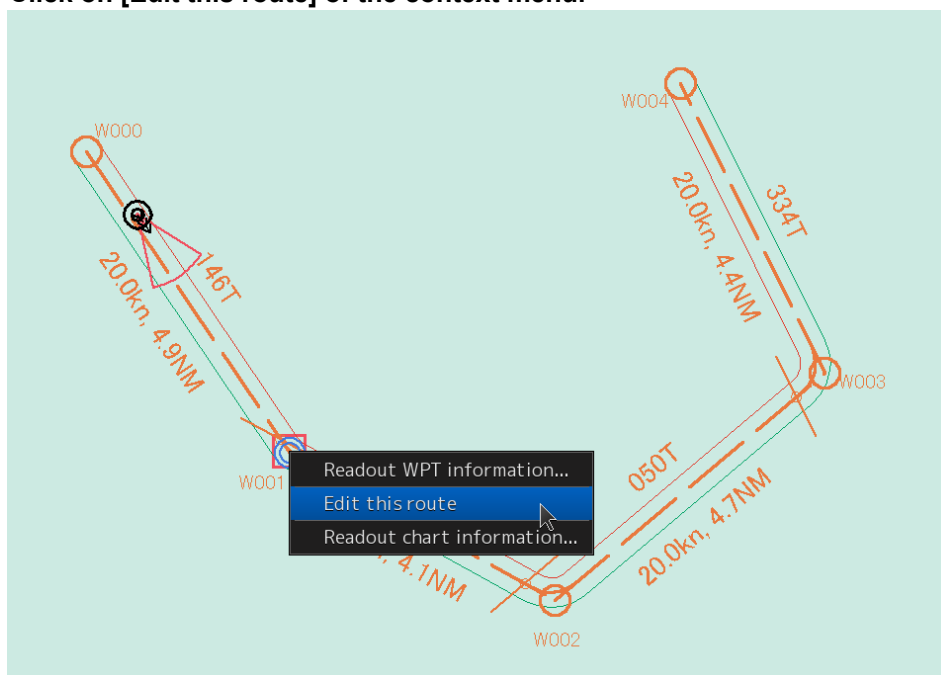 Click on [Edit this route] of the context menu.
W000
W004
334T
20.0kn, 4.4NM
146T
20.0kn, 4.9NM
W003
W001
Readout WPT information...
Edit this route
Readout chart information...
050T
20.0kn, 4.7NM
4.1NM
W002